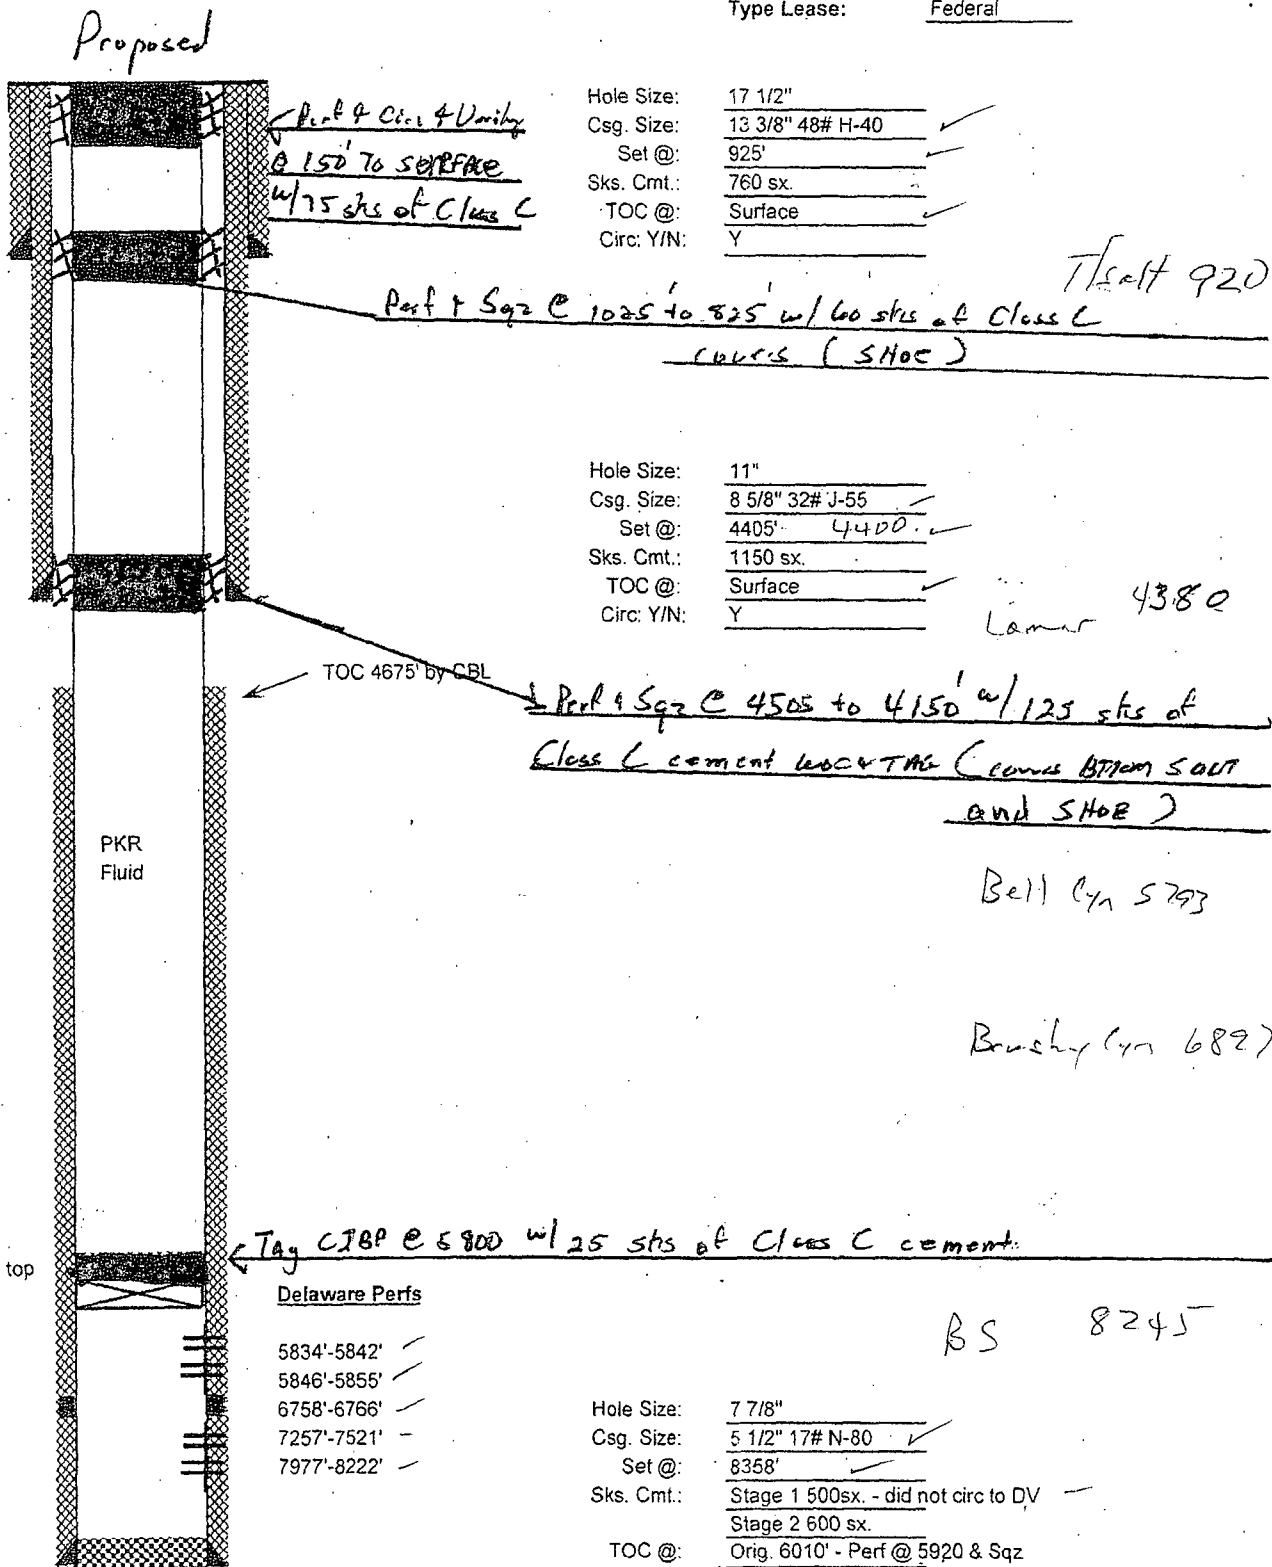 Type Lease: Federal
Proposed
Hole Size: 17 1/2"
Csg. Size: 13 3/8" 48# H-40
Set @: 925'
Sks. Cmt.: 760 sx.
TOC @: Surface
Circ: Y/N: Y
Perf & Circ & Verify
@ 150' TO SURFACE
w/75 sks of Class C
T/salt 920
Perf & Sqz @ 1025' to 825' w/ 60 sks of Class C
covers (SHOE)
Hole Size: 11"
Csg. Size: 8 5/8" 32# J-55
Set @: 4405' 4400.
Sks. Cmt.: 1150 sx.
TOC @: Surface
Circ: Y/N: Y
Lamar 4380
TOC 4675' by CBL
Perf & Sqz @ 4505 to 4150' w/125 sks of
Class C cement WOC & TAG (covers BTTOM SALT
and SHOE)
PKR
Fluid
Bell Cyn 5793
Brushy Cyn 6897
Tag CIBP @ 5800 w/ 25 sks of Class C cement.
top
Delaware Perfs
5834'-5842'
5846'-5855'
6758'-6766'
7257'-7521'
7977'-8222'
BS 8245
Hole Size: 7 7/8"
Csg. Size: 5 1/2" 17# N-80
Set @: 8358'
Sks. Cmt.: Stage 1 500sx. - did not circ to DV
Stage 2 600 sx.
TOC @: Orig. 6010' - Perf @ 5920 & Sqz